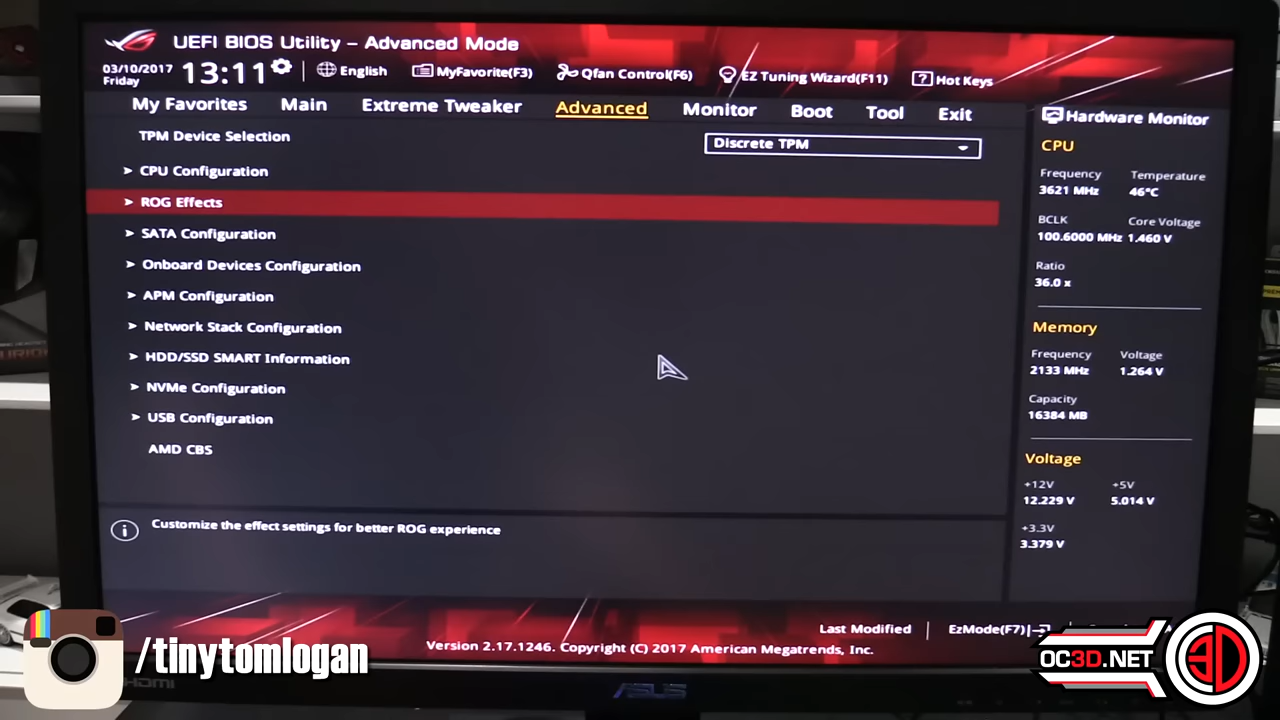 UEFI BIOS Utility – Advanced Mode
03/10/2017
Friday
13:11
English
MyFavorite(F3)
Qfan Control(F6)
EZ Tuning Wizard(F11)
? Hot Keys
My Favorites
Main
Extreme Tweaker
Advanced
Monitor
Boot
Tool
Exit
TPM Device Selection
Discrete TPM
> CPU Configuration
> ROG Effects
> SATA Configuration
> Onboard Devices Configuration
> APM Configuration
> Network Stack Configuration
> HDD/SSD SMART Information
> NVMe Configuration
> USB Configuration
AMD CBS
i Customize the effect settings for better ROG experience
Hardware Monitor
CPU
Frequency Temperature
3621 MHz 46°C
BCLK Core Voltage
100.6000 MHz 1.460 V
Ratio
36.0 x
Memory
Frequency Voltage
2133 MHz 1.264 V
Capacity
16384 MB
Voltage
+12V +5V
12.229 V 5.014 V
+3.3V
3.379 V
Last Modified
EzMode(F7)
Version 2.17.1246. Copyright (C) 2017 American Megatrends, Inc.
HDMI
ASUS
/tinytomlogan
OC3D.NET
3D